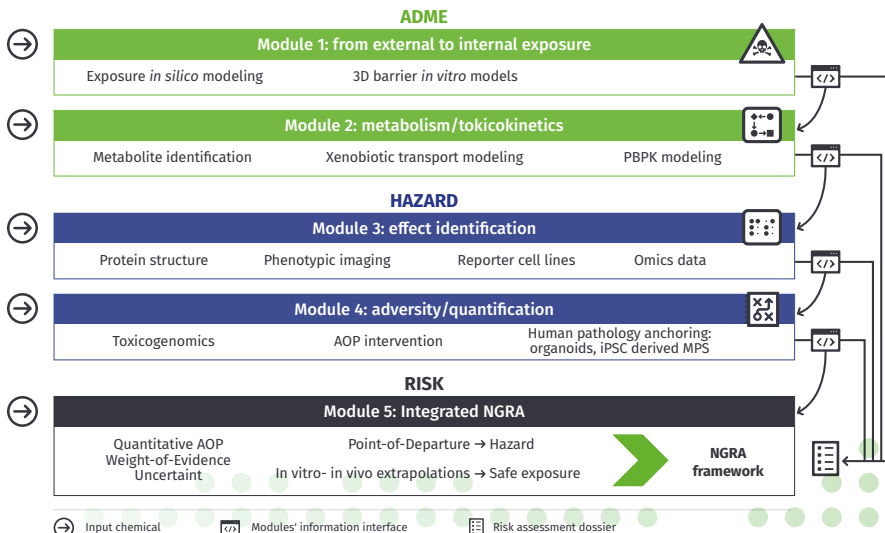 ADME
Module 1: from external to internal exposure
Exposure in silico modeling 3D barrier in vitro models
Module 2: metabolism/tokicokinetics
Metabolite identification Xenobiotic transport modeling PBPK modeling
HAZARD
Module 3: effect identification
Protein structure Phenotypic imaging Reporter cell lines Omics data
Module 4: adversity/quantification
Toxicogenomics AOP intervention Human pathology anchoring:
organoids, iPSC derived MPS
RISK
Module 5: Integrated NGRA
Quantitative AOP
Weight-of-Evidence
Uncertaint
Point-of-Departure → Hazard
In vitro- in vivo extrapolations → Safe exposure
NGRA
framework
Input chemical Modules' information interface Risk assessment dossier